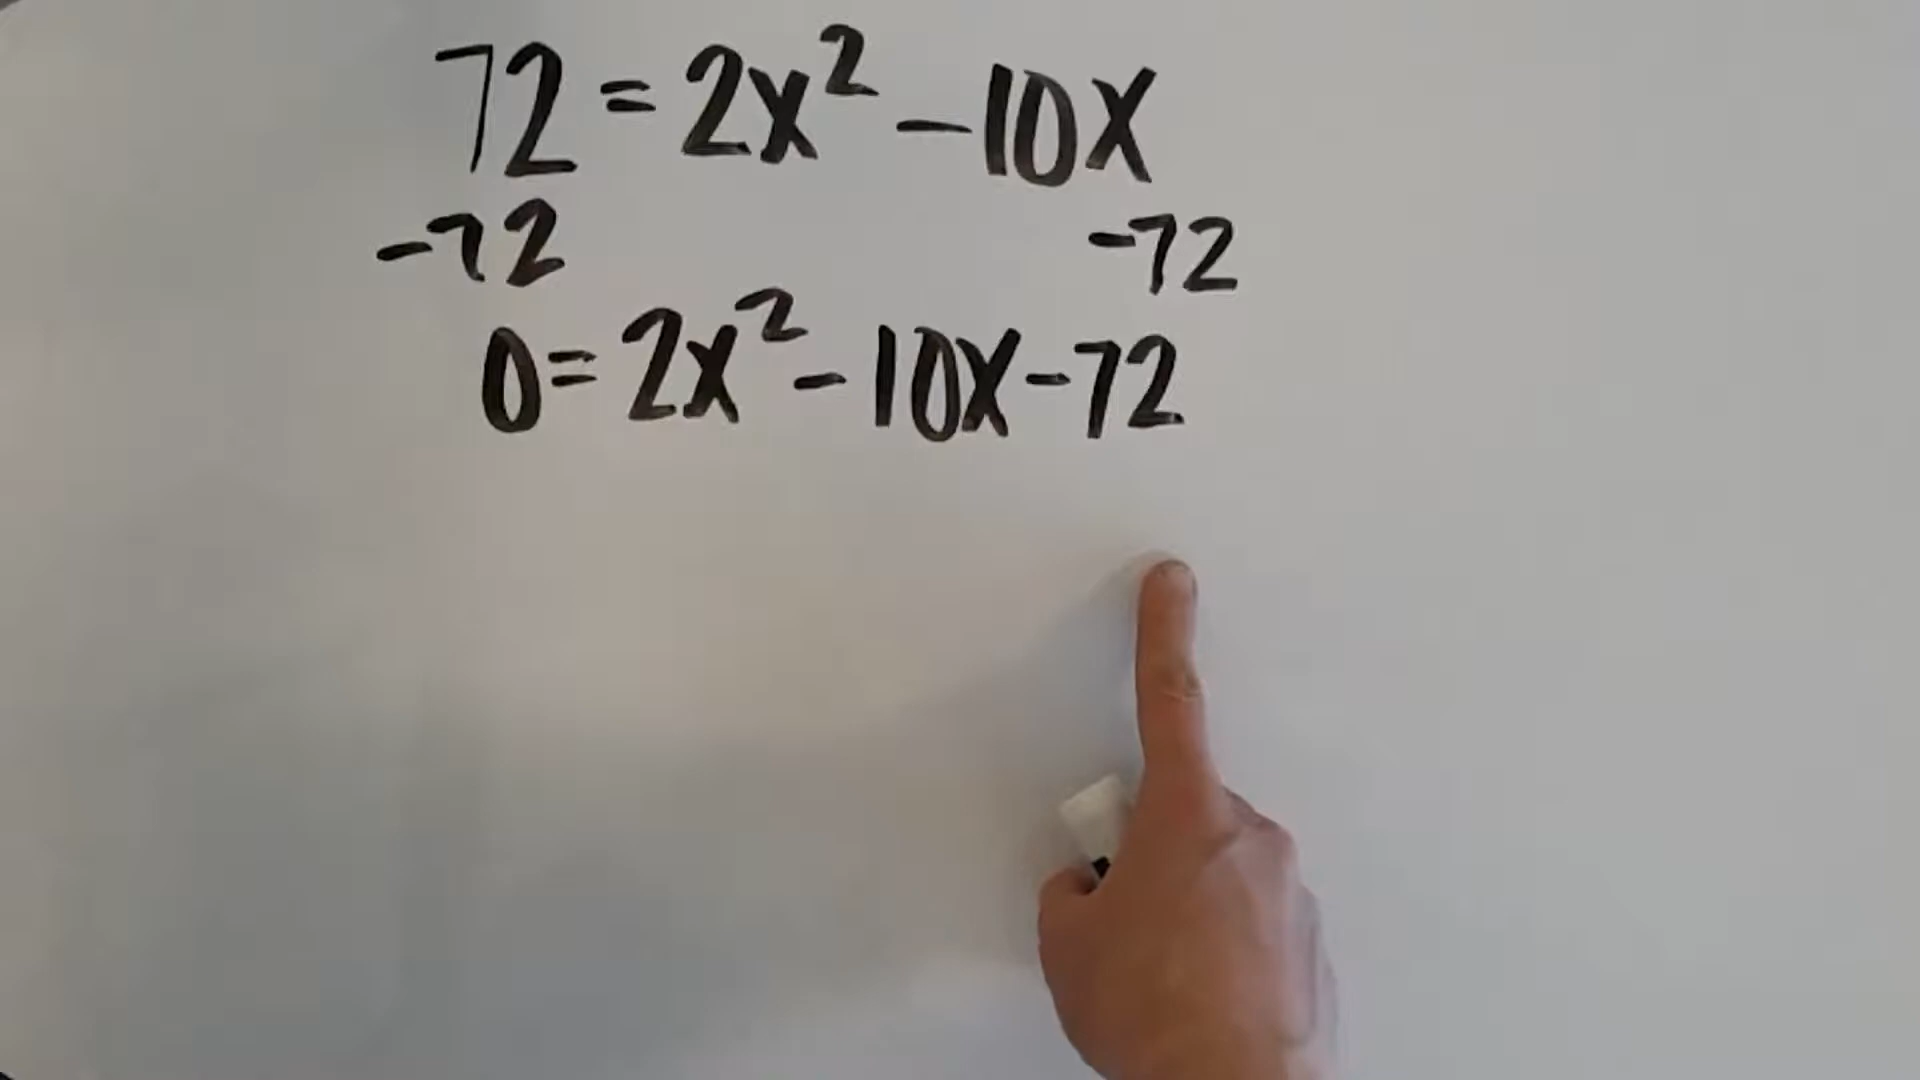 72 = 2x² - 10x
-72 -72
0 = 2x² - 10x - 72